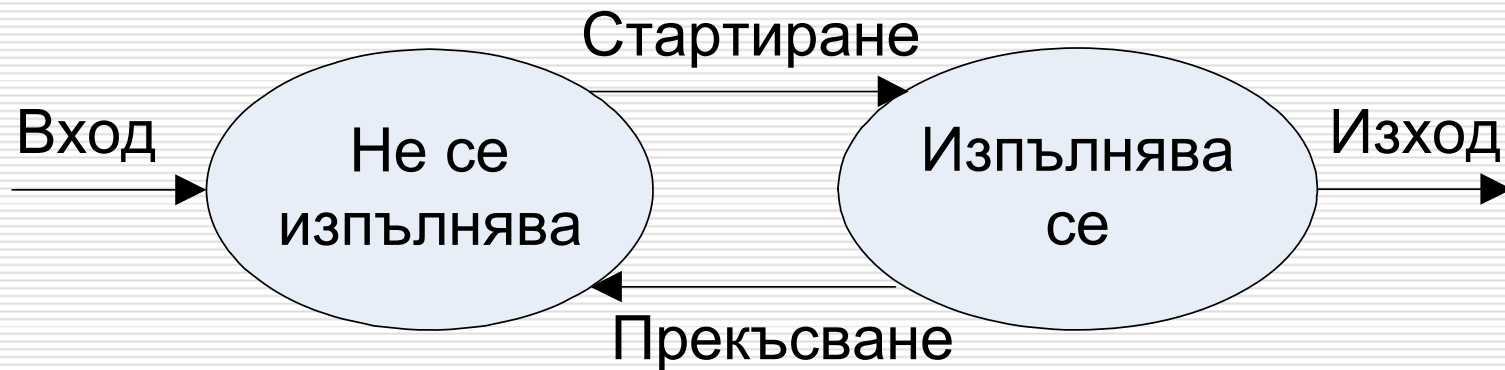 Стартиране
Вход
Не се
изпълнява
Изпълнява
се
Изход
Прекъсване